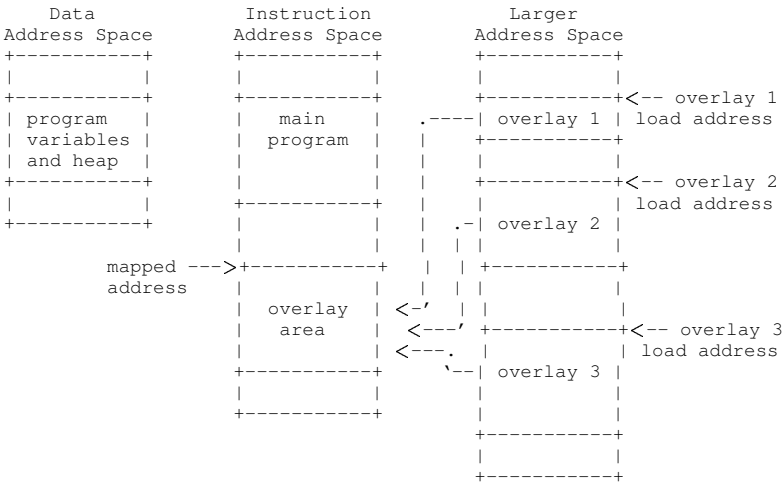 Data Instruction Larger
Address Space Address Space Address Space
overlay 1
program main overlay 1 load address
variables program
and heap
overlay 2
load address
overlay 2
mapped
address
overlay
area overlay 3
load address
overlay 3